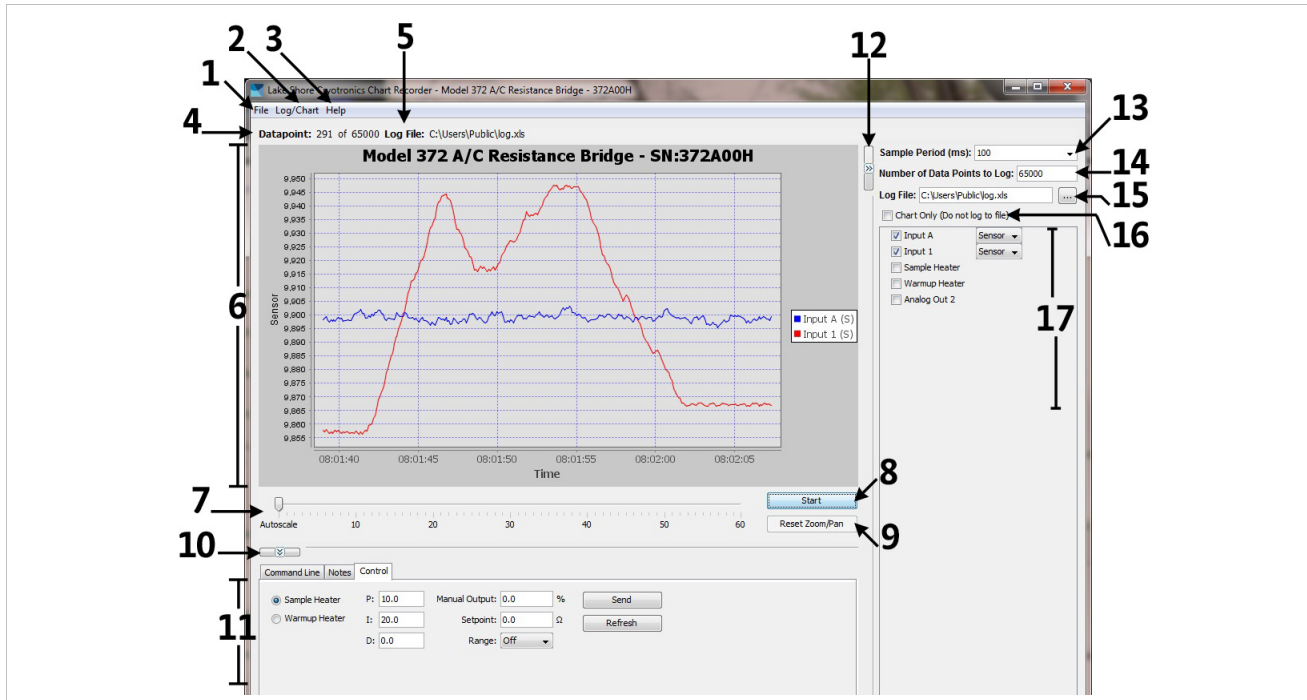 5
12
2
3
1
Lake Shore Cryotronics Chart Recorder - Model 372 A/C Resistance Bridge - 372A00H
File Log/Chart Help
13
4
Datapoint: 291 of 65000 Log File: C:\Users\Public\log.xls
Model 372 A/C Resistance Bridge - SN:372A00H
Sample Period (ms): 100
14
Number of Data Points to Log: 65000
15
Log File: C:\Users\Public\log.xls ...
Chart Only (Do not log to file)
16
Input A Sensor
Input 1 Sensor
Sample Heater
Warmup Heater
Analog Out 2
17
6
Sensor
9,950
9,945
9,940
9,935
9,930
9,925
9,920
9,915
9,910
9,905
9,900
9,895
9,890
9,885
9,880
9,875
9,870
9,865
9,860
9,855
Input A (S)
Input 1 (S)
08:01:40 08:01:45 08:01:50 08:01:55 08:02:00 08:02:05
Time
8
7
Start
Autoscale 10 20 30 40 50 60
Reset Zoom/Pan
9
10
Command Line Notes Control
11
Sample Heater P: 10.0 Manual Output: 0.0 % Send
Warmup Heater I: 20.0 Setpoint: 0.0 Ω Refresh
D: 0.0 Range: Off